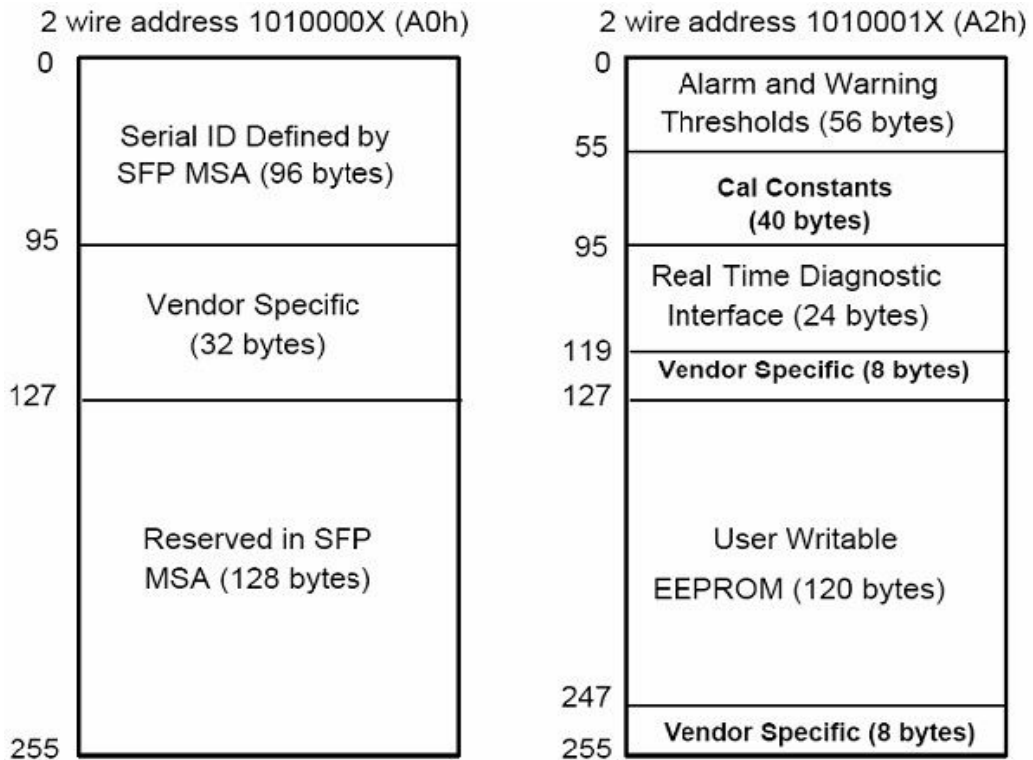 2 wire address 1010000X (A0h)
0
Serial ID Defined by
SFP MSA (96 bytes)
95
Vendor Specific
(32 bytes)
127
Reserved in SFP
MSA (128 bytes)
255
2 wire address 1010001X (A2h)
0
Alarm and Warning
Thresholds (56 bytes)
55
Cal Constants
(40 bytes)
95
Real Time Diagnostic
Interface (24 bytes)
119
Vendor Specific (8 bytes)
127
User Writable
EEPROM (120 bytes)
247
Vendor Specific (8 bytes)
255